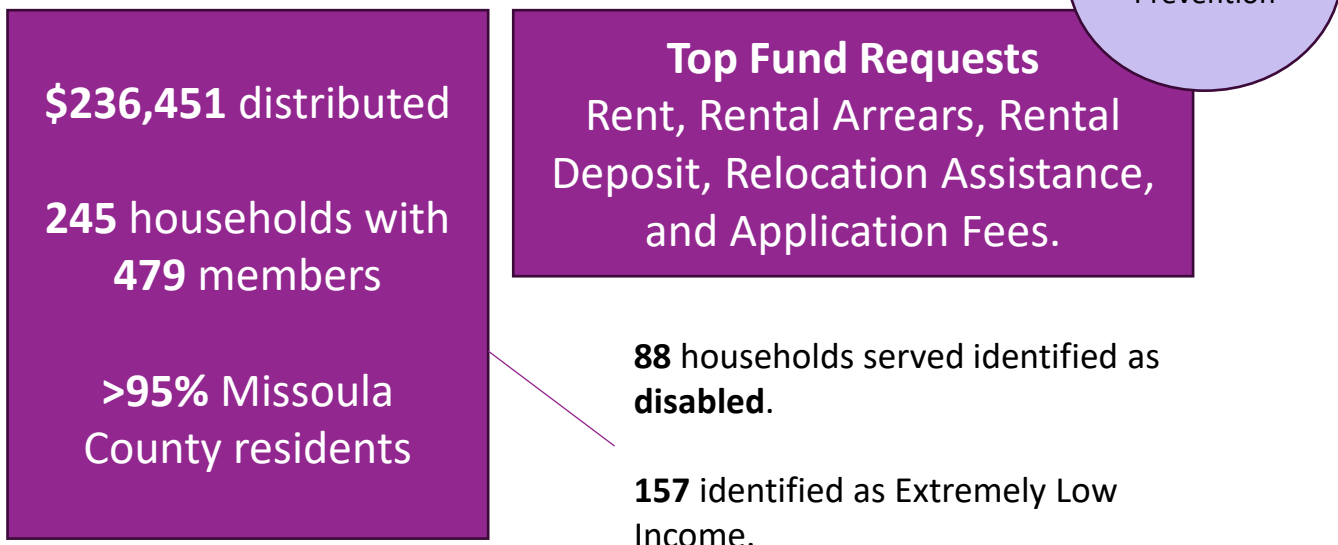 Prevention
$236,451 distributed
245 households with
479 members
>95% Missoula
County residents
Top Fund Requests
Rent, Rental Arrears, Rental
Deposit, Relocation Assistance,
and Application Fees.
88 households served identified as
disabled.
157 identified as Extremely Low
Income.